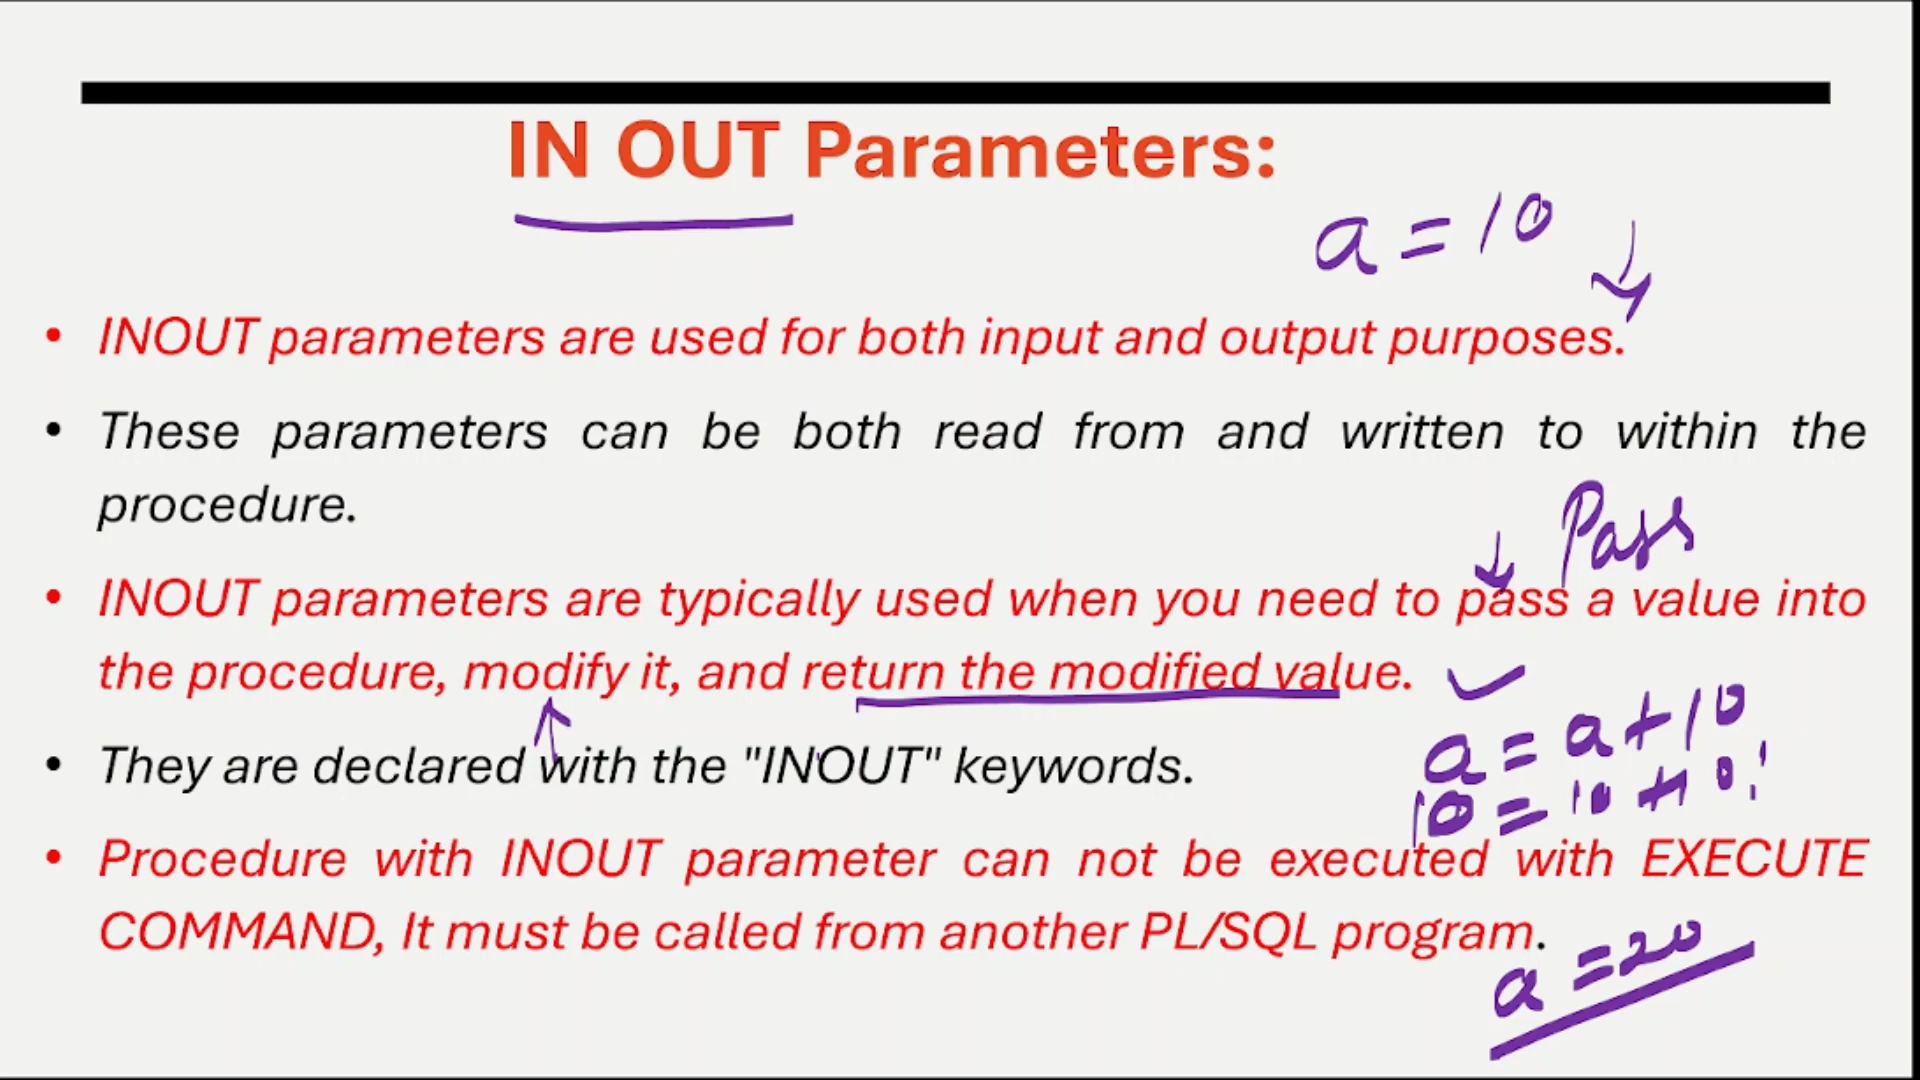 IN OUT Parameters:
a = 10
• INOUT parameters are used for both input and output purposes.
• These parameters can be both read from and written to within the
procedure.
Pass
• INOUT parameters are typically used when you need to pass a value into
the procedure, modify it, and return the modified value.
a = a + 10
• They are declared with the "INOUT" keywords.
10 = 10 + 10;
• Procedure with INOUT parameter can not be executed with EXECUTE
COMMAND, It must be called from another PL/SQL program.
a = 20